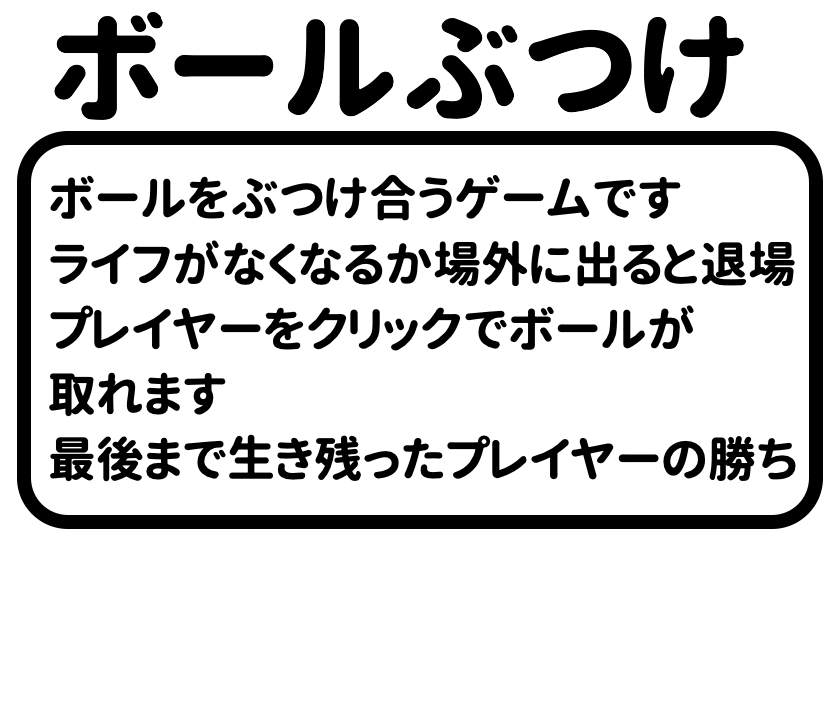 ボールぶつけ
ボールをぶつけ合うゲームです
ライフがなくなるか場外に出ると退場
プレイヤーをクリックでボールが
取れます
最後まで生き残ったプレイヤーの勝ち